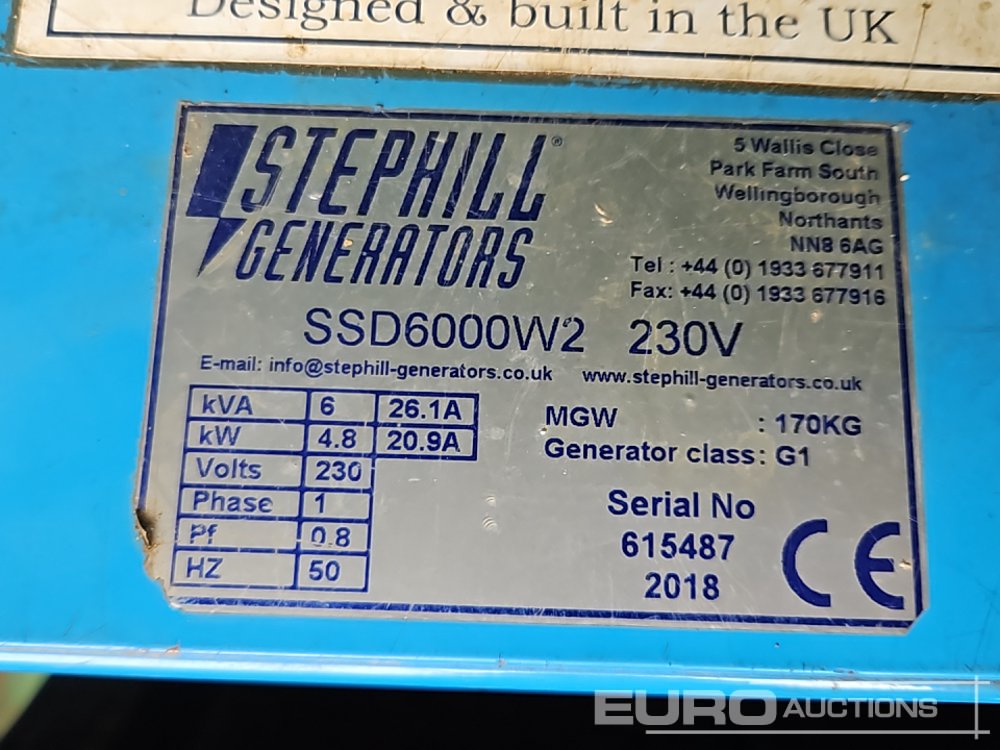 Designed & built in the UK
STEPHILL®
GENERATORS
5 Wallis Close
Park Farm South
Wellingborough
Northants
NN8 6AG
Tel : +44 (0) 1933 677911
Fax: +44 (0) 1933 677916
SSD6000W2 230V
E-mail: info@stephill-generators.co.uk www.stephill-generators.co.uk
kVA 6 26.1A
kW 4.8 20.9A
Volts 230
Phase 1
Pf 0.8
HZ 50
MGW : 170KG
Generator class: G1
Serial No
615487
2018
CE
EURO AUCTIONS